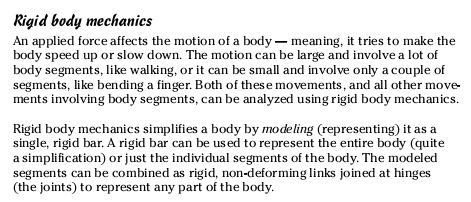 Rigid body mechanics
An applied force affects the motion of a body — meaning, it tries to make the
body speed up or slow down. The motion can be large and involve a lot of
body segments, like walking, or it can be small and involve only a couple of
segments, like bending a finger. Both of these movements, and all other move-
ments involving body segments, can be analyzed using rigid body mechanics.
Rigid body mechanics simplifies a body by modeling (representing) it as a
single, rigid bar. A rigid bar can be used to represent the entire body (quite
a simplification) or just the individual segments of the body. The modeled
segments can be combined as rigid, non-deforming links joined at hinges
(the joints) to represent any part of the body.